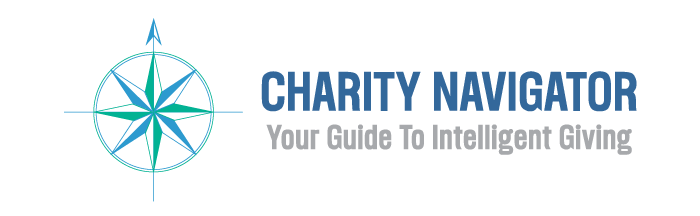 CHARITY NAVIGATOR
Your Guide To Intelligent Giving